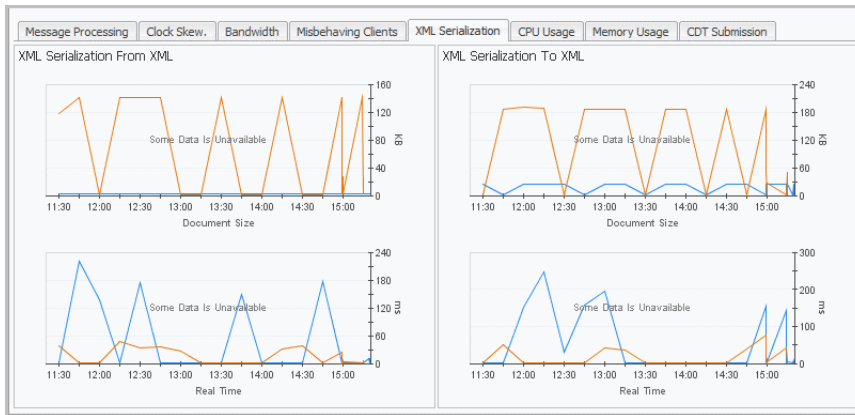 Message Processing Clock Skew. Bandwidth Misbehaving Clients XML Serialization CPU Usage Memory Usage CDT Submission
XML Serialization From XML
160
120
80
40
0
KB
Some Data Is Unavailable
11:30 12:00 12:30 13:00 13:30 14:00 14:30 15:00
Document Size
240
180
120
60
0
ms
Some Data Is Unavailable
11:30 12:00 12:30 13:00 13:30 14:00 14:30 15:00
Real Time
XML Serialization To XML
240
180
120
60
0
KB
Some Data Is Unavailable
11:30 12:00 12:30 13:00 13:30 14:00 14:30 15:00
Document Size
300
200
100
0
ms
Some Data Is Unavailable
11:30 12:00 12:30 13:00 13:30 14:00 14:30 15:00
Real Time